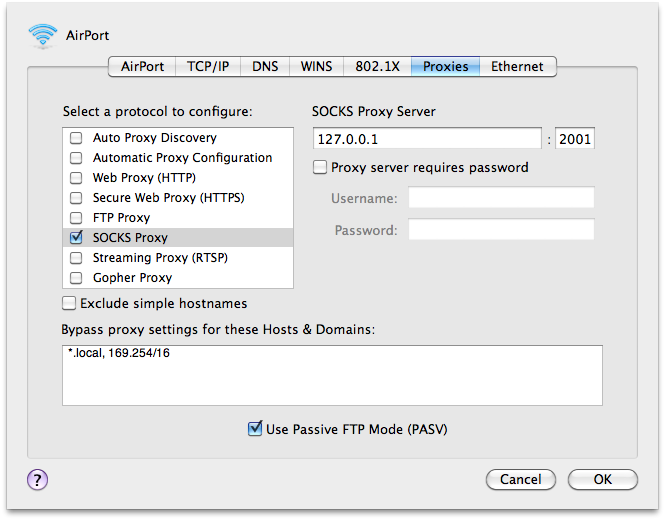 AirPort
AirPort TCP/IP DNS WINS 802.1X Proxies Ethernet
Select a protocol to configure:
Auto Proxy Discovery
Automatic Proxy Configuration
Web Proxy (HTTP)
Secure Web Proxy (HTTPS)
FTP Proxy
SOCKS Proxy
Streaming Proxy (RTSP)
Gopher Proxy
Exclude simple hostnames
SOCKS Proxy Server
127.0.0.1 : 2001
Proxy server requires password
Username:
Password:
Bypass proxy settings for these Hosts & Domains:
*.local, 169.254/16
Use Passive FTP Mode (PASV)
? Cancel OK